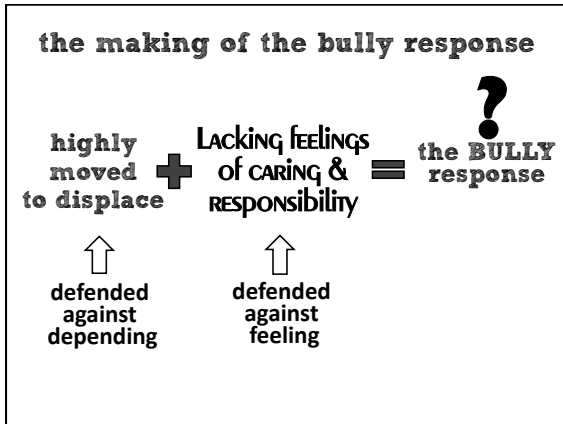 the making of the bully response
?
highly
moved
to displace
+
Lacking feelings
of caring &
responsibility
=
the BULLY
response
defended
against
depending
defended
against
feeling